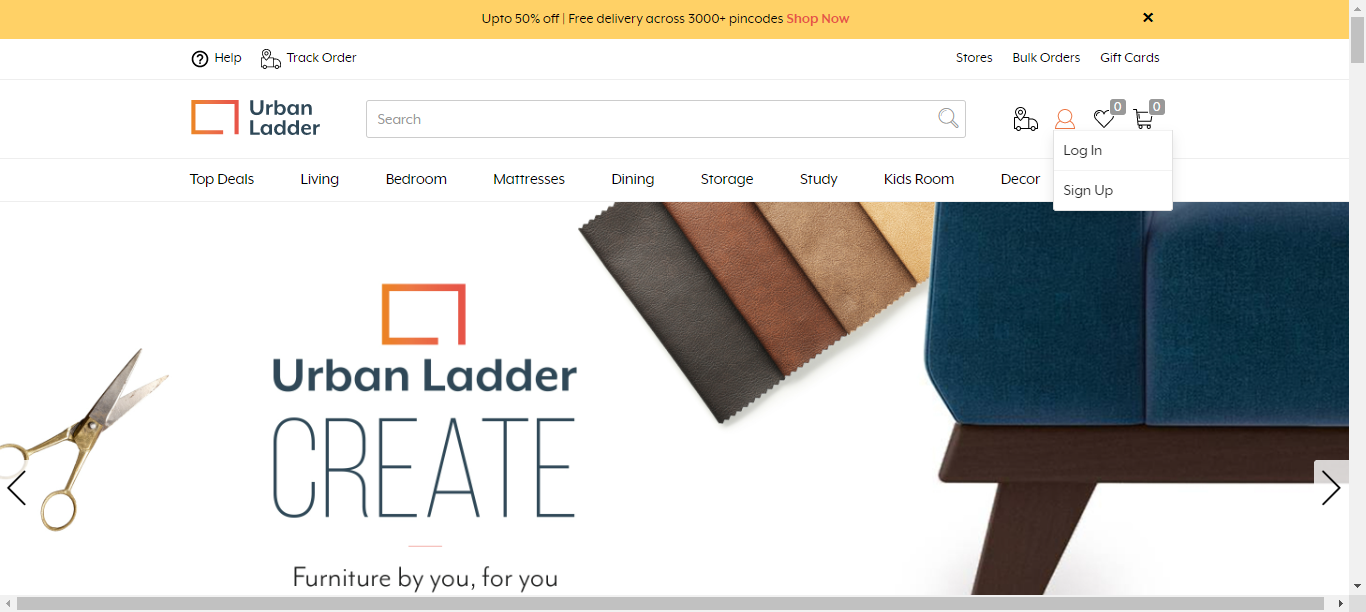 Upto 50% off | Free delivery across 3000+ pincodes Shop Now
Help Track Order Stores Bulk Orders Gift Cards
Urban
Ladder
Search
0 0
Log In
Sign Up
Top Deals Living Bedroom Mattresses Dining Storage Study Kids Room Decor
Urban Ladder
CREATE
Furniture by you, for you